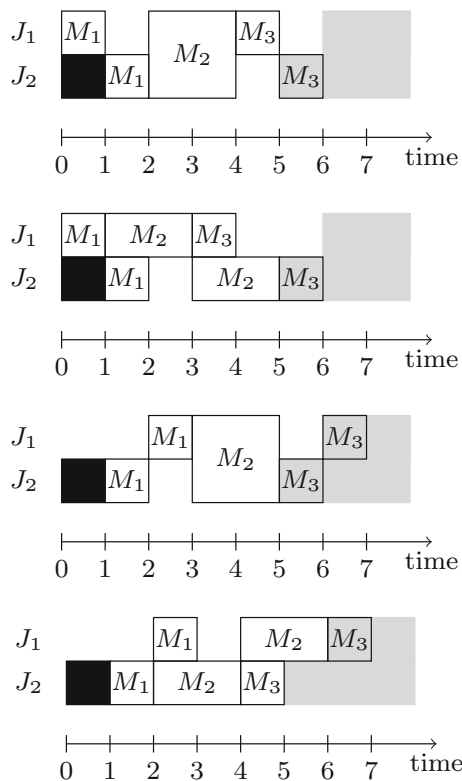 J₁ M₁ M₃
M₂
J₂ M₁ M₃
0 1 2 3 4 5 6 7 time
J₁ M₁ M₂ M₃
J₂ M₁ M₂ M₃
0 1 2 3 4 5 6 7 time
J₁ M₁ M₃
M₂
J₂ M₁ M₃
0 1 2 3 4 5 6 7 time
J₁ M₁ M₂ M₃
J₂ M₁ M₂ M₃
0 1 2 3 4 5 6 7 time